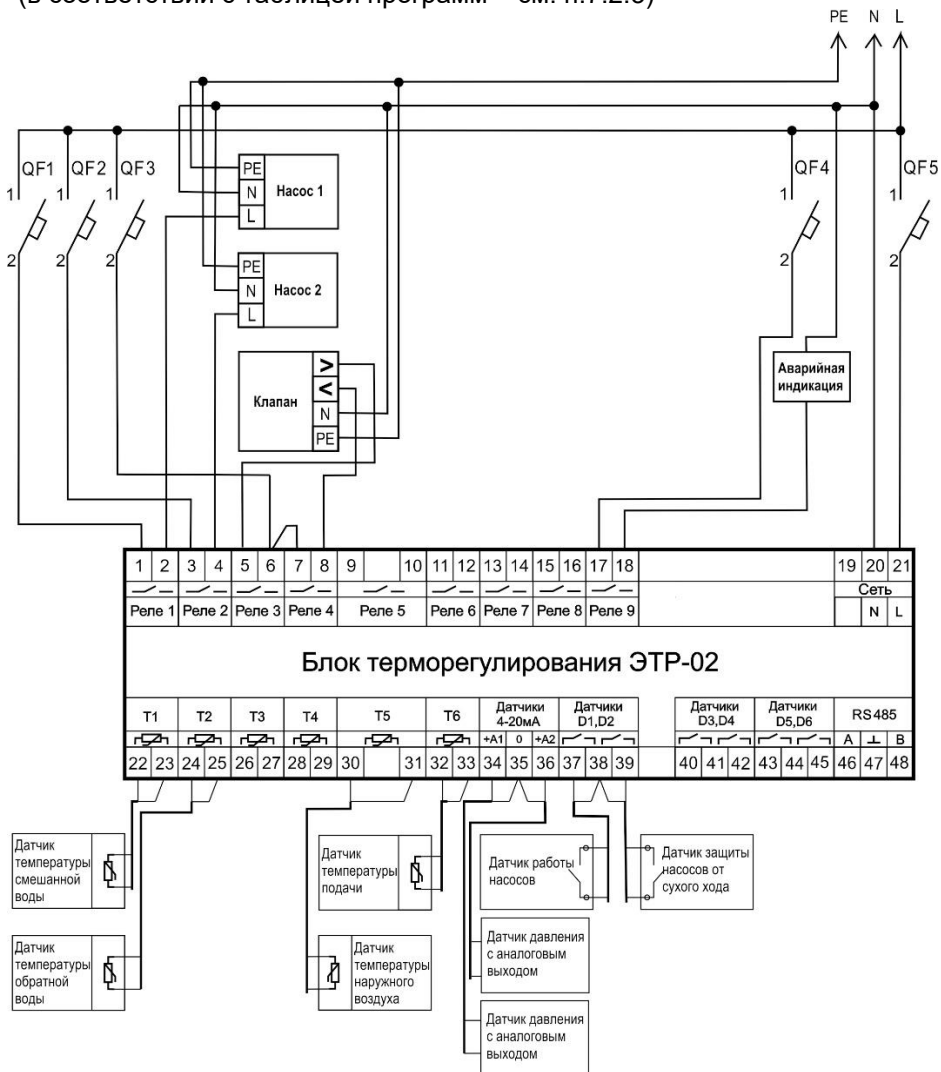 PE N L
QF1 QF2 QF3 QF4 QF5
1 1 1 1 1
2 2 2 2 2
PE
N Насос 1
L
PE
N Насос 2
L
>
<
Клапан
N
PE
Аварийная
индикация
1 2 3 4 5 6 7 8 9 10 11 12 13 14 15 16 17 18 19 20 21
Сеть
Реле 1 Реле 2 Реле 3 Реле 4 Реле 5 Реле 6 Реле 7 Реле 8 Реле 9 N L
Блок терморегулирования ЭТР-02
T1 T2 T3 T4 T5 T6 Датчики 4-20мА Датчики D1,D2 Датчики D3,D4 Датчики D5,D6 RS485
+A1 0 +A2 A ⊥ B
22 23 24 25 26 27 28 29 30 31 32 33 34 35 36 37 38 39 40 41 42 43 44 45 46 47 48
Датчик
температуры
смешанной
воды
Датчик
температуры
подачи
Датчик работы
насосов
Датчик защиты
насосов от
сухого хода
Датчик
температуры
обратной
воды
Датчик
температуры
наружного
воздуха
Датчик давления
с аналоговым
выходом
Датчик давления
с аналоговым
выходом